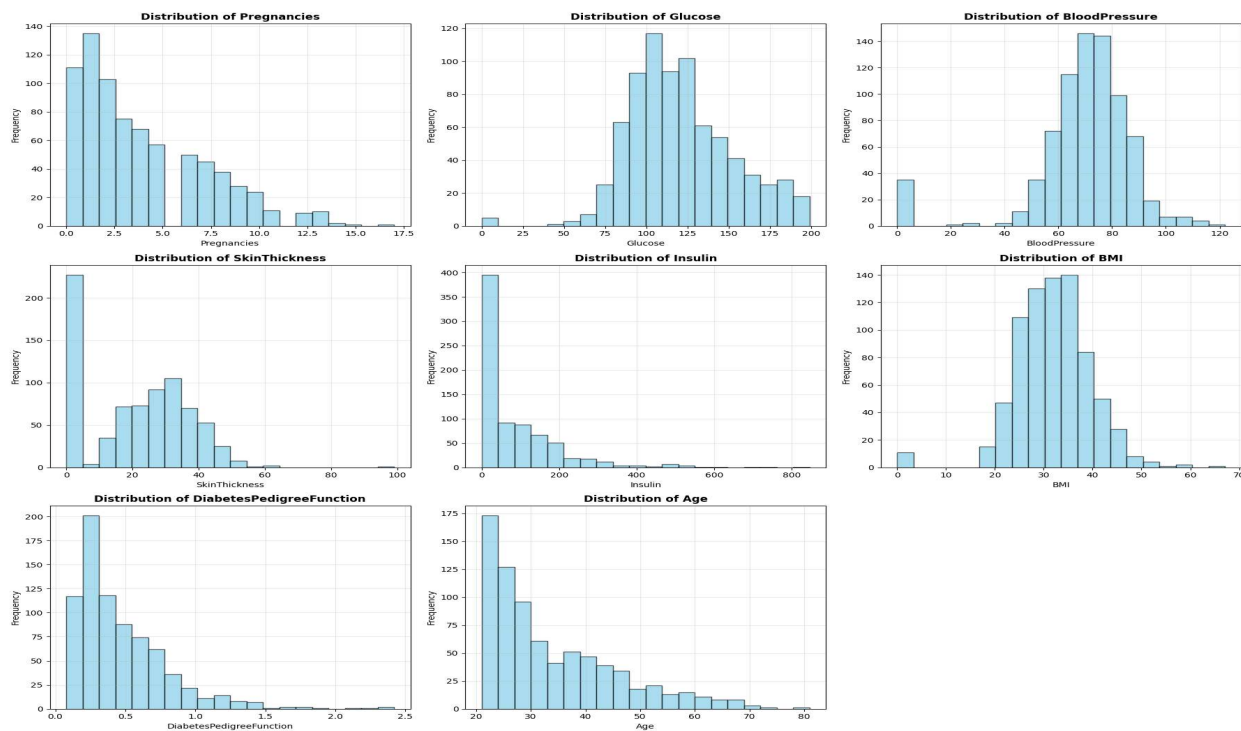 Distribution of Pregnancies
140
120
100
80
60
40
20
0
Frequency
0.0 2.5 5.0 7.5 10.0 12.5 15.0 17.5
Pregnancies
Distribution of Glucose
120
100
80
60
40
20
0
Frequency
0 25 50 75 100 125 150 175 200
Glucose
Distribution of BloodPressure
140
120
100
80
60
40
20
0
Frequency
0 20 40 60 80 100 120
BloodPressure
Distribution of SkinThickness
200
150
100
50
0
Frequency
0 20 40 60 80 100
SkinThickness
Distribution of Insulin
400
350
300
250
200
150
100
50
0
Frequency
0 200 400 600 800
Insulin
Distribution of BMI
140
120
100
80
60
40
20
0
Frequency
0 10 20 30 40 50 60 70
BMI
Distribution of DiabetesPedigreeFunction
200
175
150
125
100
75
50
25
0
Frequency
0.0 0.5 1.0 1.5 2.0 2.5
DiabetesPedigreeFunction
Distribution of Age
175
150
125
100
75
50
25
0
Frequency
20 30 40 50 60 70 80
Age